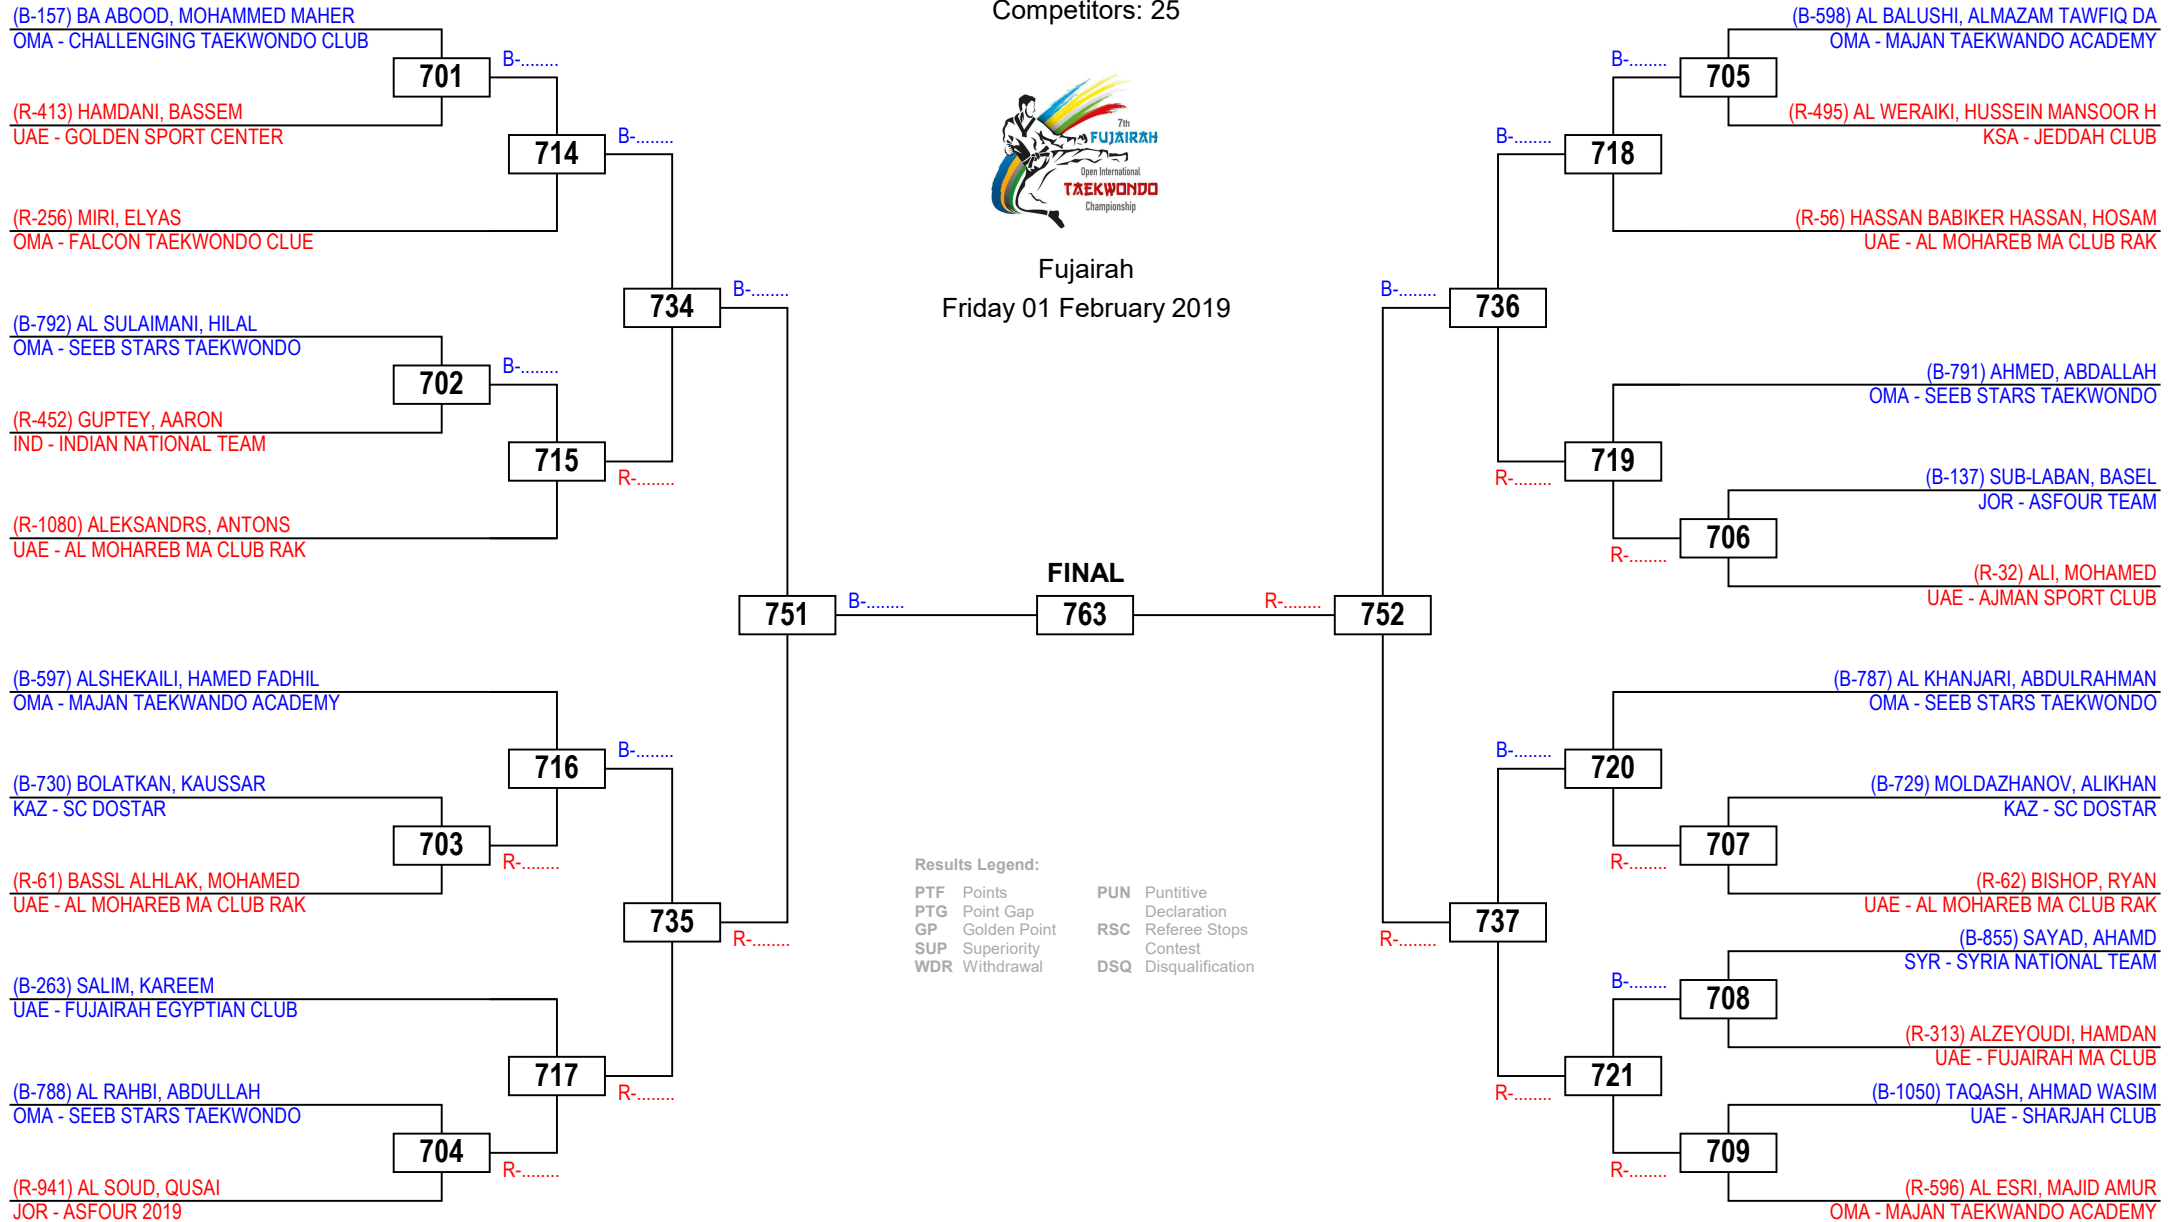 Competitors: 25
7th
FUJAIRAH
Open International
TAEKWONDO
Championship
Fujairah
Friday 01 February 2019
(B-157) BA ABOOD, MOHAMMED MAHER
OMA - CHALLENGING TAEKWONDO CLUB
701
B-........
(R-413) HAMDANI, BASSEM
UAE - GOLDEN SPORT CENTER
714
B-........
(R-256) MIRI, ELYAS
OMA - FALCON TAEKWONDO CLUE
734
B-........
(B-792) AL SULAIMANI, HILAL
OMA - SEEB STARS TAEKWONDO
702
B-........
(R-452) GUPTEY, AARON
IND - INDIAN NATIONAL TEAM
715
R-........
(R-1080) ALEKSANDRS, ANTONS
UAE - AL MOHAREB MA CLUB RAK
751
B-........
FINAL
763
R-........
752
(B-597) ALSHEKAILI, HAMED FADHIL
OMA - MAJAN TAEKWANDO ACADEMY
716
B-........
(B-730) BOLATKAN, KAUSSAR
KAZ - SC DOSTAR
703
R-........
(R-61) BASSL ALHLAK, MOHAMED
UAE - AL MOHAREB MA CLUB RAK
735
R-........
(B-263) SALIM, KAREEM
UAE - FUJAIRAH EGYPTIAN CLUB
717
R-........
(B-788) AL RAHBI, ABDULLAH
OMA - SEEB STARS TAEKWONDO
704
R-........
(R-941) AL SOUD, QUSAI
JOR - ASFOUR 2019
Results Legend:
PTF Points
PTG Point Gap
GP Golden Point
SUP Superiority
WDR Withdrawal
PUN Puntitive
Declaration
RSC Referee Stops
Contest
DSQ Disqualification
(B-598) AL BALUSHI, ALMAZAM TAWFIQ DA
OMA - MAJAN TAEKWANDO ACADEMY
B-........
705
(R-495) AL WERAIKI, HUSSEIN MANSOOR H
KSA - JEDDAH CLUB
B-........
718
(R-56) HASSAN BABIKER HASSAN, HOSAM
UAE - AL MOHAREB MA CLUB RAK
B-........
736
(B-791) AHMED, ABDALLAH
OMA - SEEB STARS TAEKWONDO
R-........
719
(B-137) SUB-LABAN, BASEL
JOR - ASFOUR TEAM
R-........
706
(R-32) ALI, MOHAMED
UAE - AJMAN SPORT CLUB
(B-787) AL KHANJARI, ABDULRAHMAN
OMA - SEEB STARS TAEKWONDO
B-........
720
(B-729) MOLDAZHANOV, ALIKHAN
KAZ - SC DOSTAR
R-........
707
(R-62) BISHOP, RYAN
UAE - AL MOHAREB MA CLUB RAK
R-........
737
(B-855) SAYAD, AHAMD
SYR - SYRIA NATIONAL TEAM
B-........
708
(R-313) ALZEYOUDI, HAMDAN
UAE - FUJAIRAH MA CLUB
R-........
721
(B-1050) TAQASH, AHMAD WASIM
UAE - SHARJAH CLUB
R-........
709
(R-596) AL ESRI, MAJID AMUR
OMA - MAJAN TAEKWANDO ACADEMY